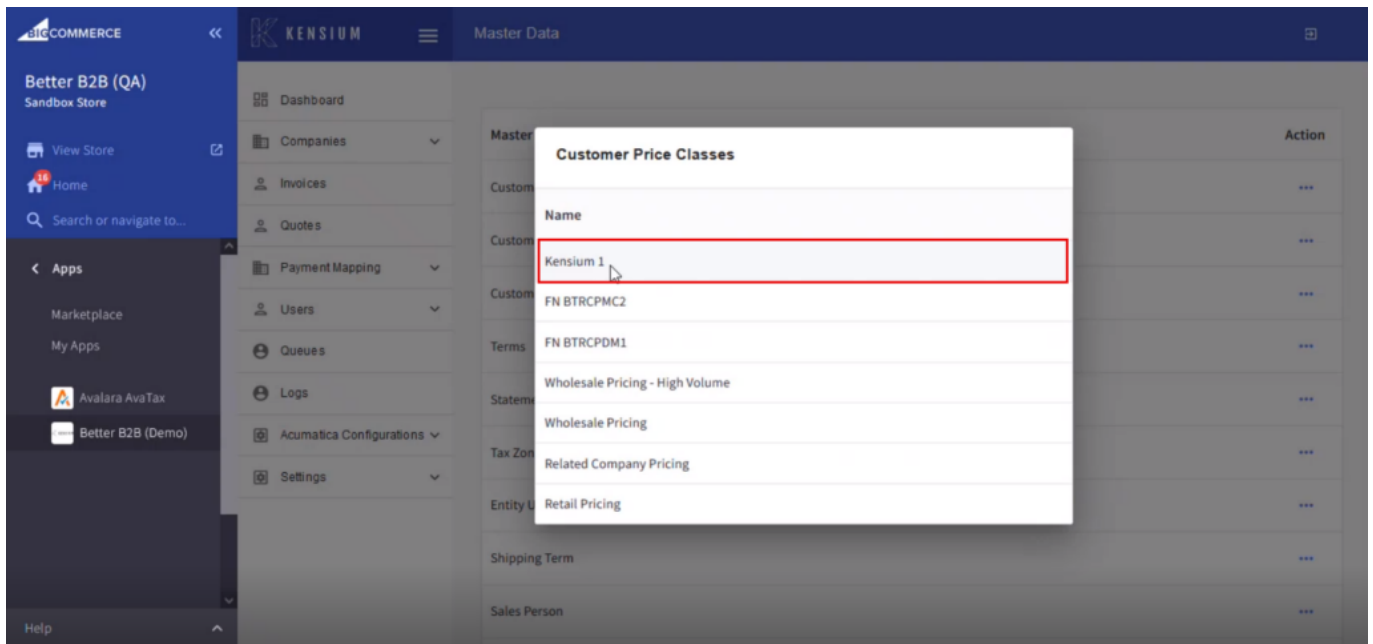 BIGCOMMERCE
Better B2B (QA)
Sandbox Store
View Store
16
Home
Search or navigate to...
Apps
Marketplace
My Apps
Avalara AvaTax
Better B2B (Demo)
Help
KENSIUM
Dashboard
Companies
Invoices
Quotes
Payment Mapping
Users
Queues
Logs
Acumatica Configurations
Settings
Master Data
Master
Action
Custom
Custom
Custom
Terms
Stateme
Tax Zon
Entity U
Shipping Term
Sales Person
Customer Price Classes
Name
Kensium 1
FN BTRCPMC2
FN BTRCPDM1
Wholesale Pricing - High Volume
Wholesale Pricing
Related Company Pricing
Retail Pricing